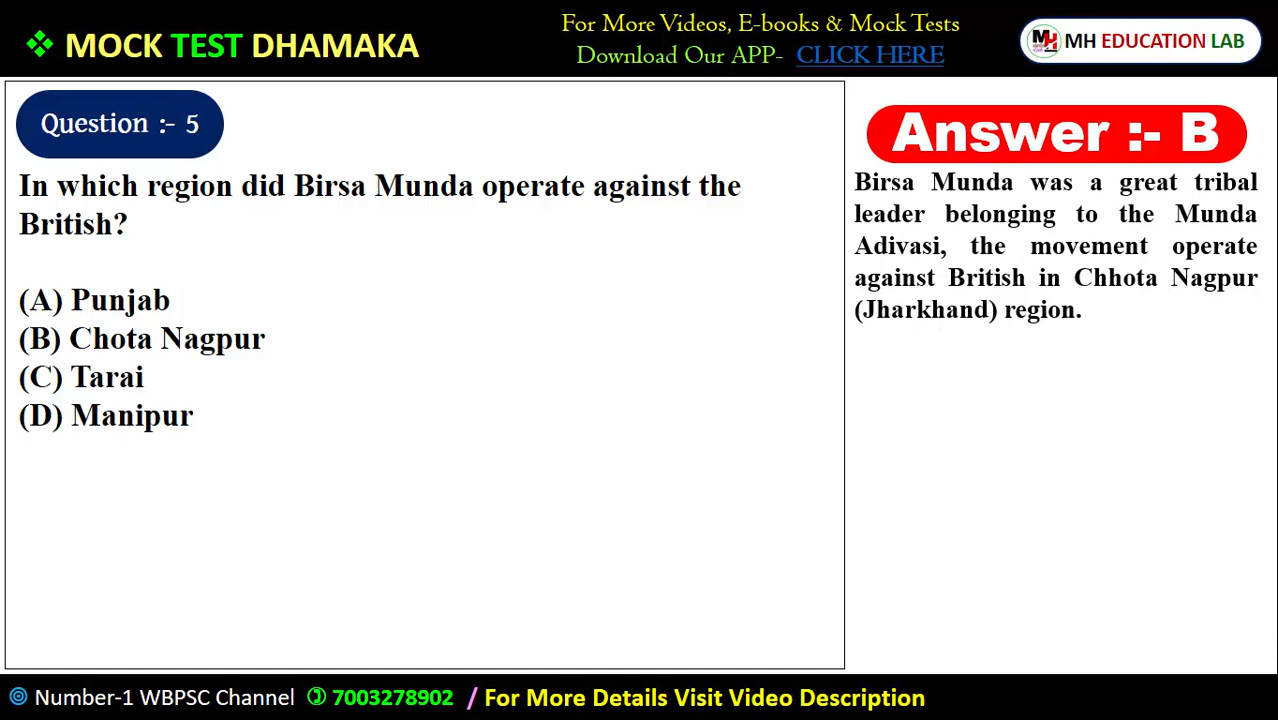 ❖ MOCK TEST DHAMAKA
For More Videos, E-books & Mock Tests
Download Our APP- CLICK HERE
MH EDUCATION LAB
Question :- 5
In which region did Birsa Munda operate against the
British?
(A) Punjab
(B) Chota Nagpur
(C) Tarai
(D) Manipur
Answer :- B
Birsa Munda was a great tribal
leader belonging to the Munda
Adivasi, the movement operate
against British in Chhota Nagpur
(Jharkhand) region.
Number-1 WBPSC Channel 7003278902 / For More Details Visit Video Description